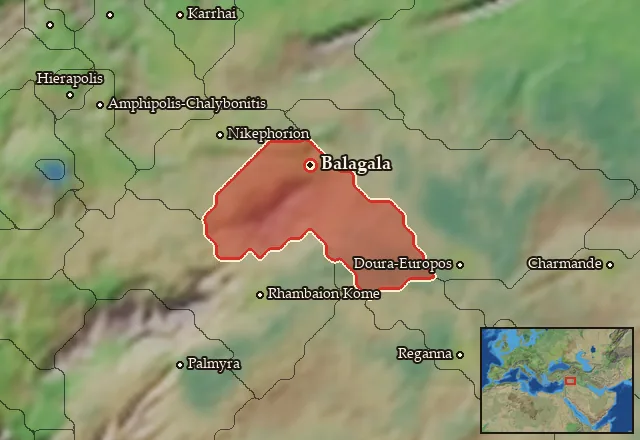 Karrhai
Hierapolis
Amphipolis-Chalybonitis
Nikephorion
Balagala
Doura-Europos
Charmande
Rhambaion Kome
Reganna
Palmyra